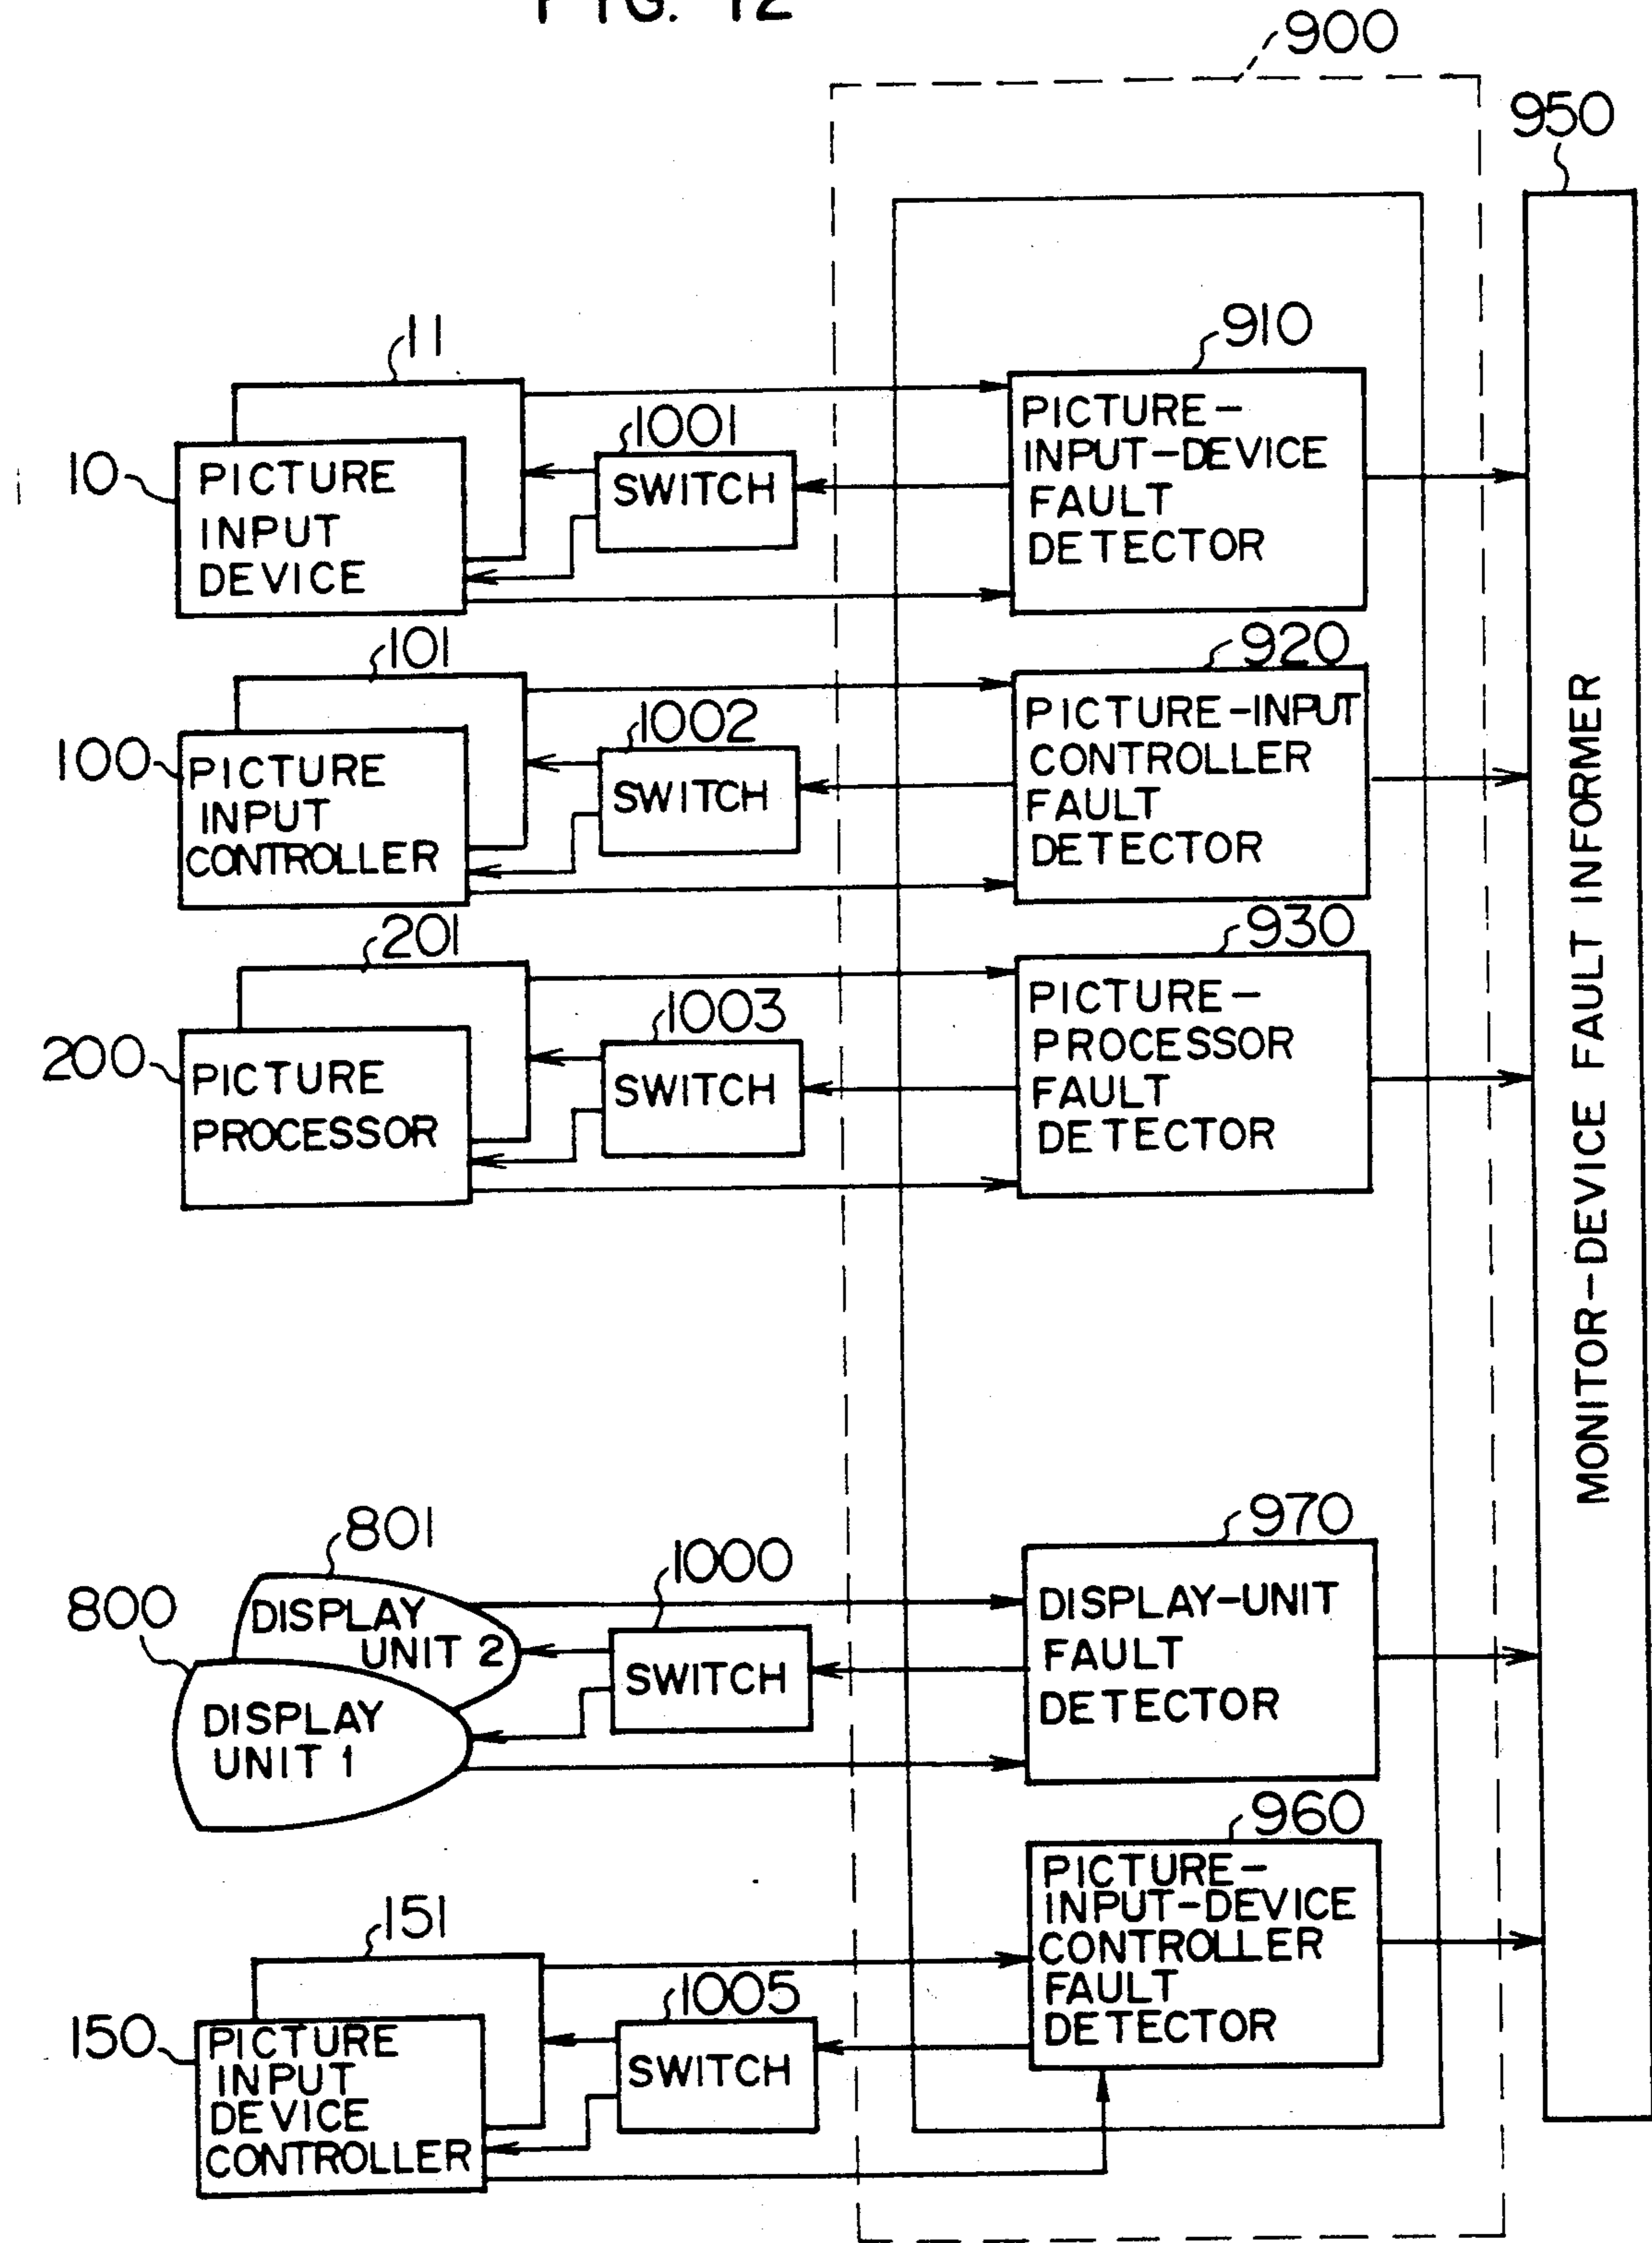 FIG. 12
900
950
11
910
1001
10
PICTURE
INPUT
DEVICE
SWITCH
PICTURE-
INPUT-DEVICE
FAULT
DETECTOR
101
920
1002
100
PICTURE
INPUT
CONTROLLER
SWITCH
PICTURE-INPUT
CONTROLLER
FAULT
DETECTOR
201
930
1003
200
PICTURE
PROCESSOR
SWITCH
PICTURE-
PROCESSOR
FAULT
DETECTOR
MONITOR-DEVICE FAULT INFORMER
801
970
1000
800
DISPLAY
UNIT 2
DISPLAY
UNIT 1
SWITCH
DISPLAY-UNIT
FAULT
DETECTOR
960
151
1005
150
PICTURE
INPUT
DEVICE
CONTROLLER
SWITCH
PICTURE-
INPUT-DEVICE
CONTROLLER
FAULT
DETECTOR